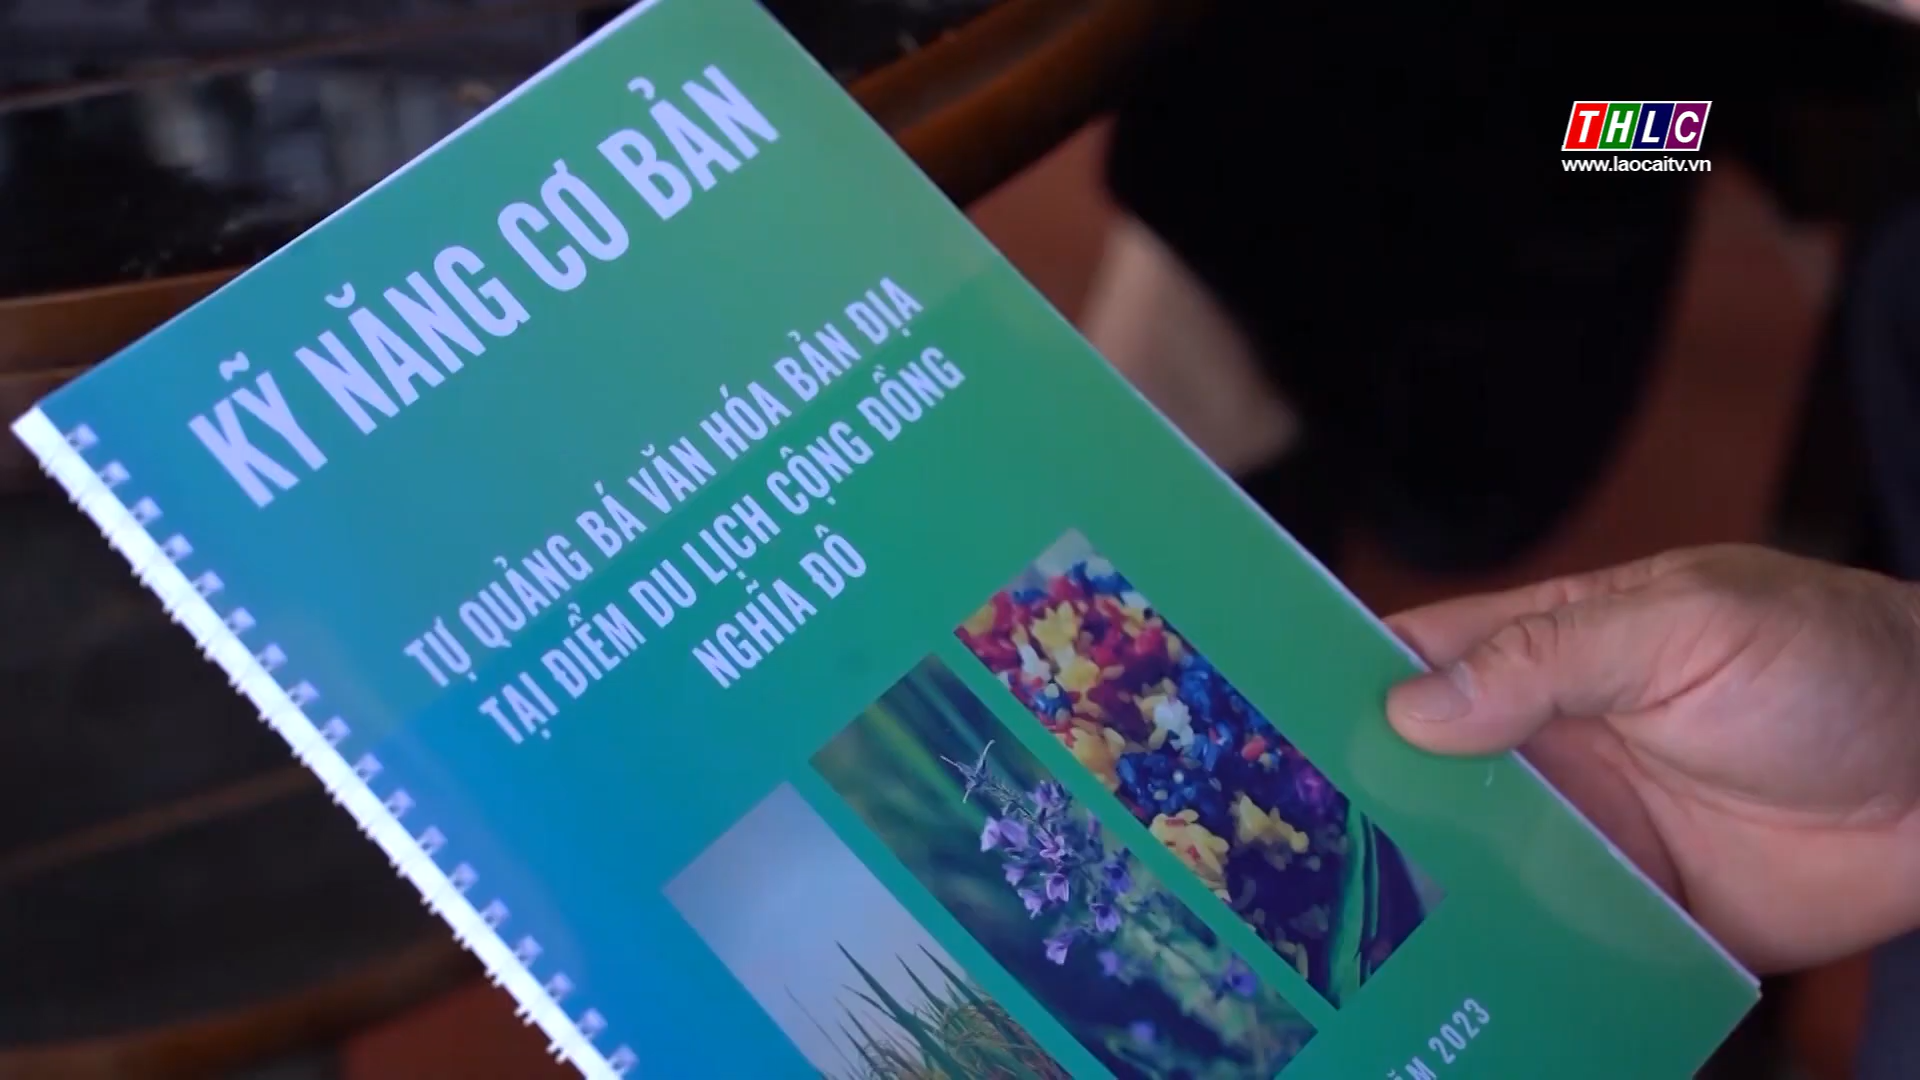 THLC
www.laocaitv.vn
KỸ NĂNG CƠ BẢN
TỰ QUẢNG BÁ VĂN HÓA BẢN ĐỊA
TẠI ĐIỂM DU LỊCH CỘNG ĐỒNG
NGHĨA ĐÔ
2023